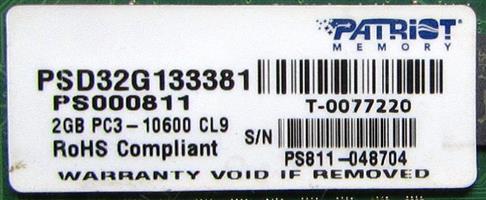 PATRIOT
MEMORY
PSD32G133381
PS000811
T-0077220
2GB PC3-10600 CL9
S/N
RoHS Compliant
PS811-048704
WARRANTY VOID IF REMOVED